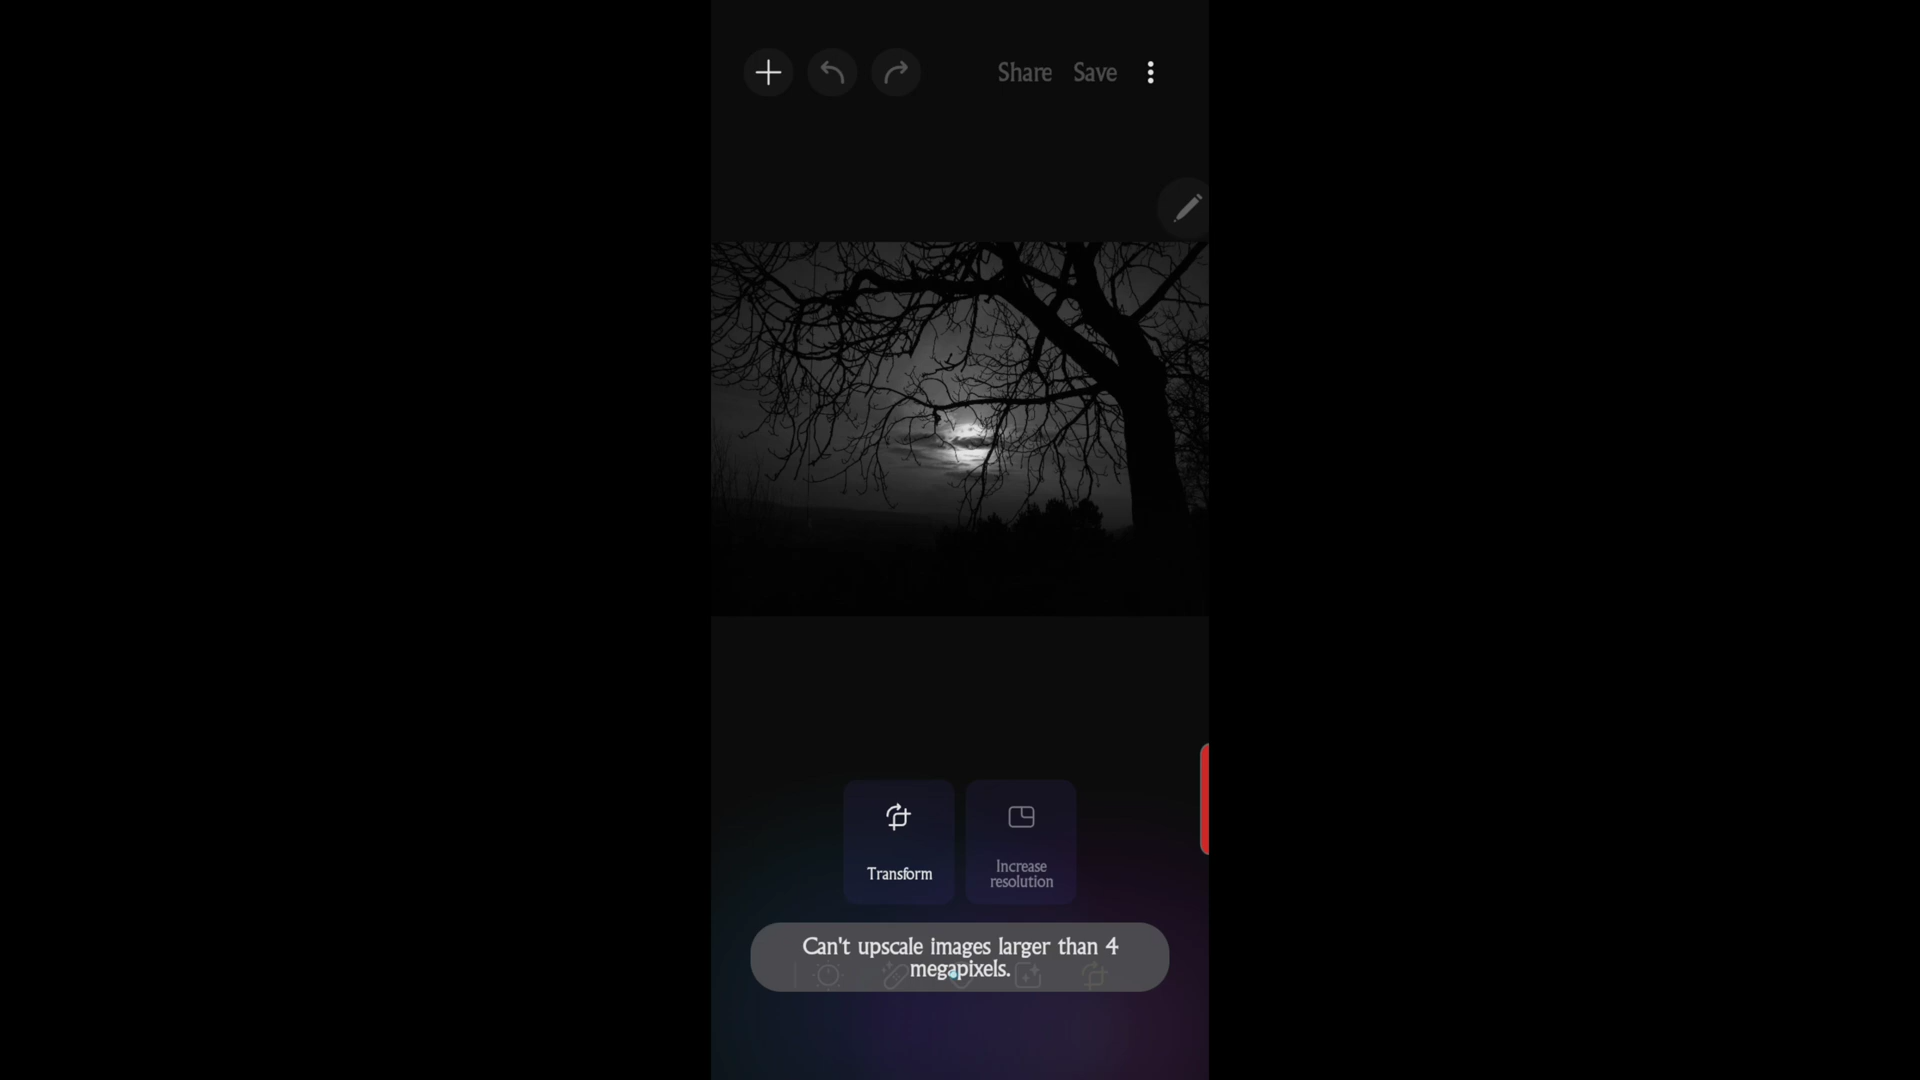 Share Save
Transform
Increase
resolution
Can't upscale images larger than 4
megapixels.